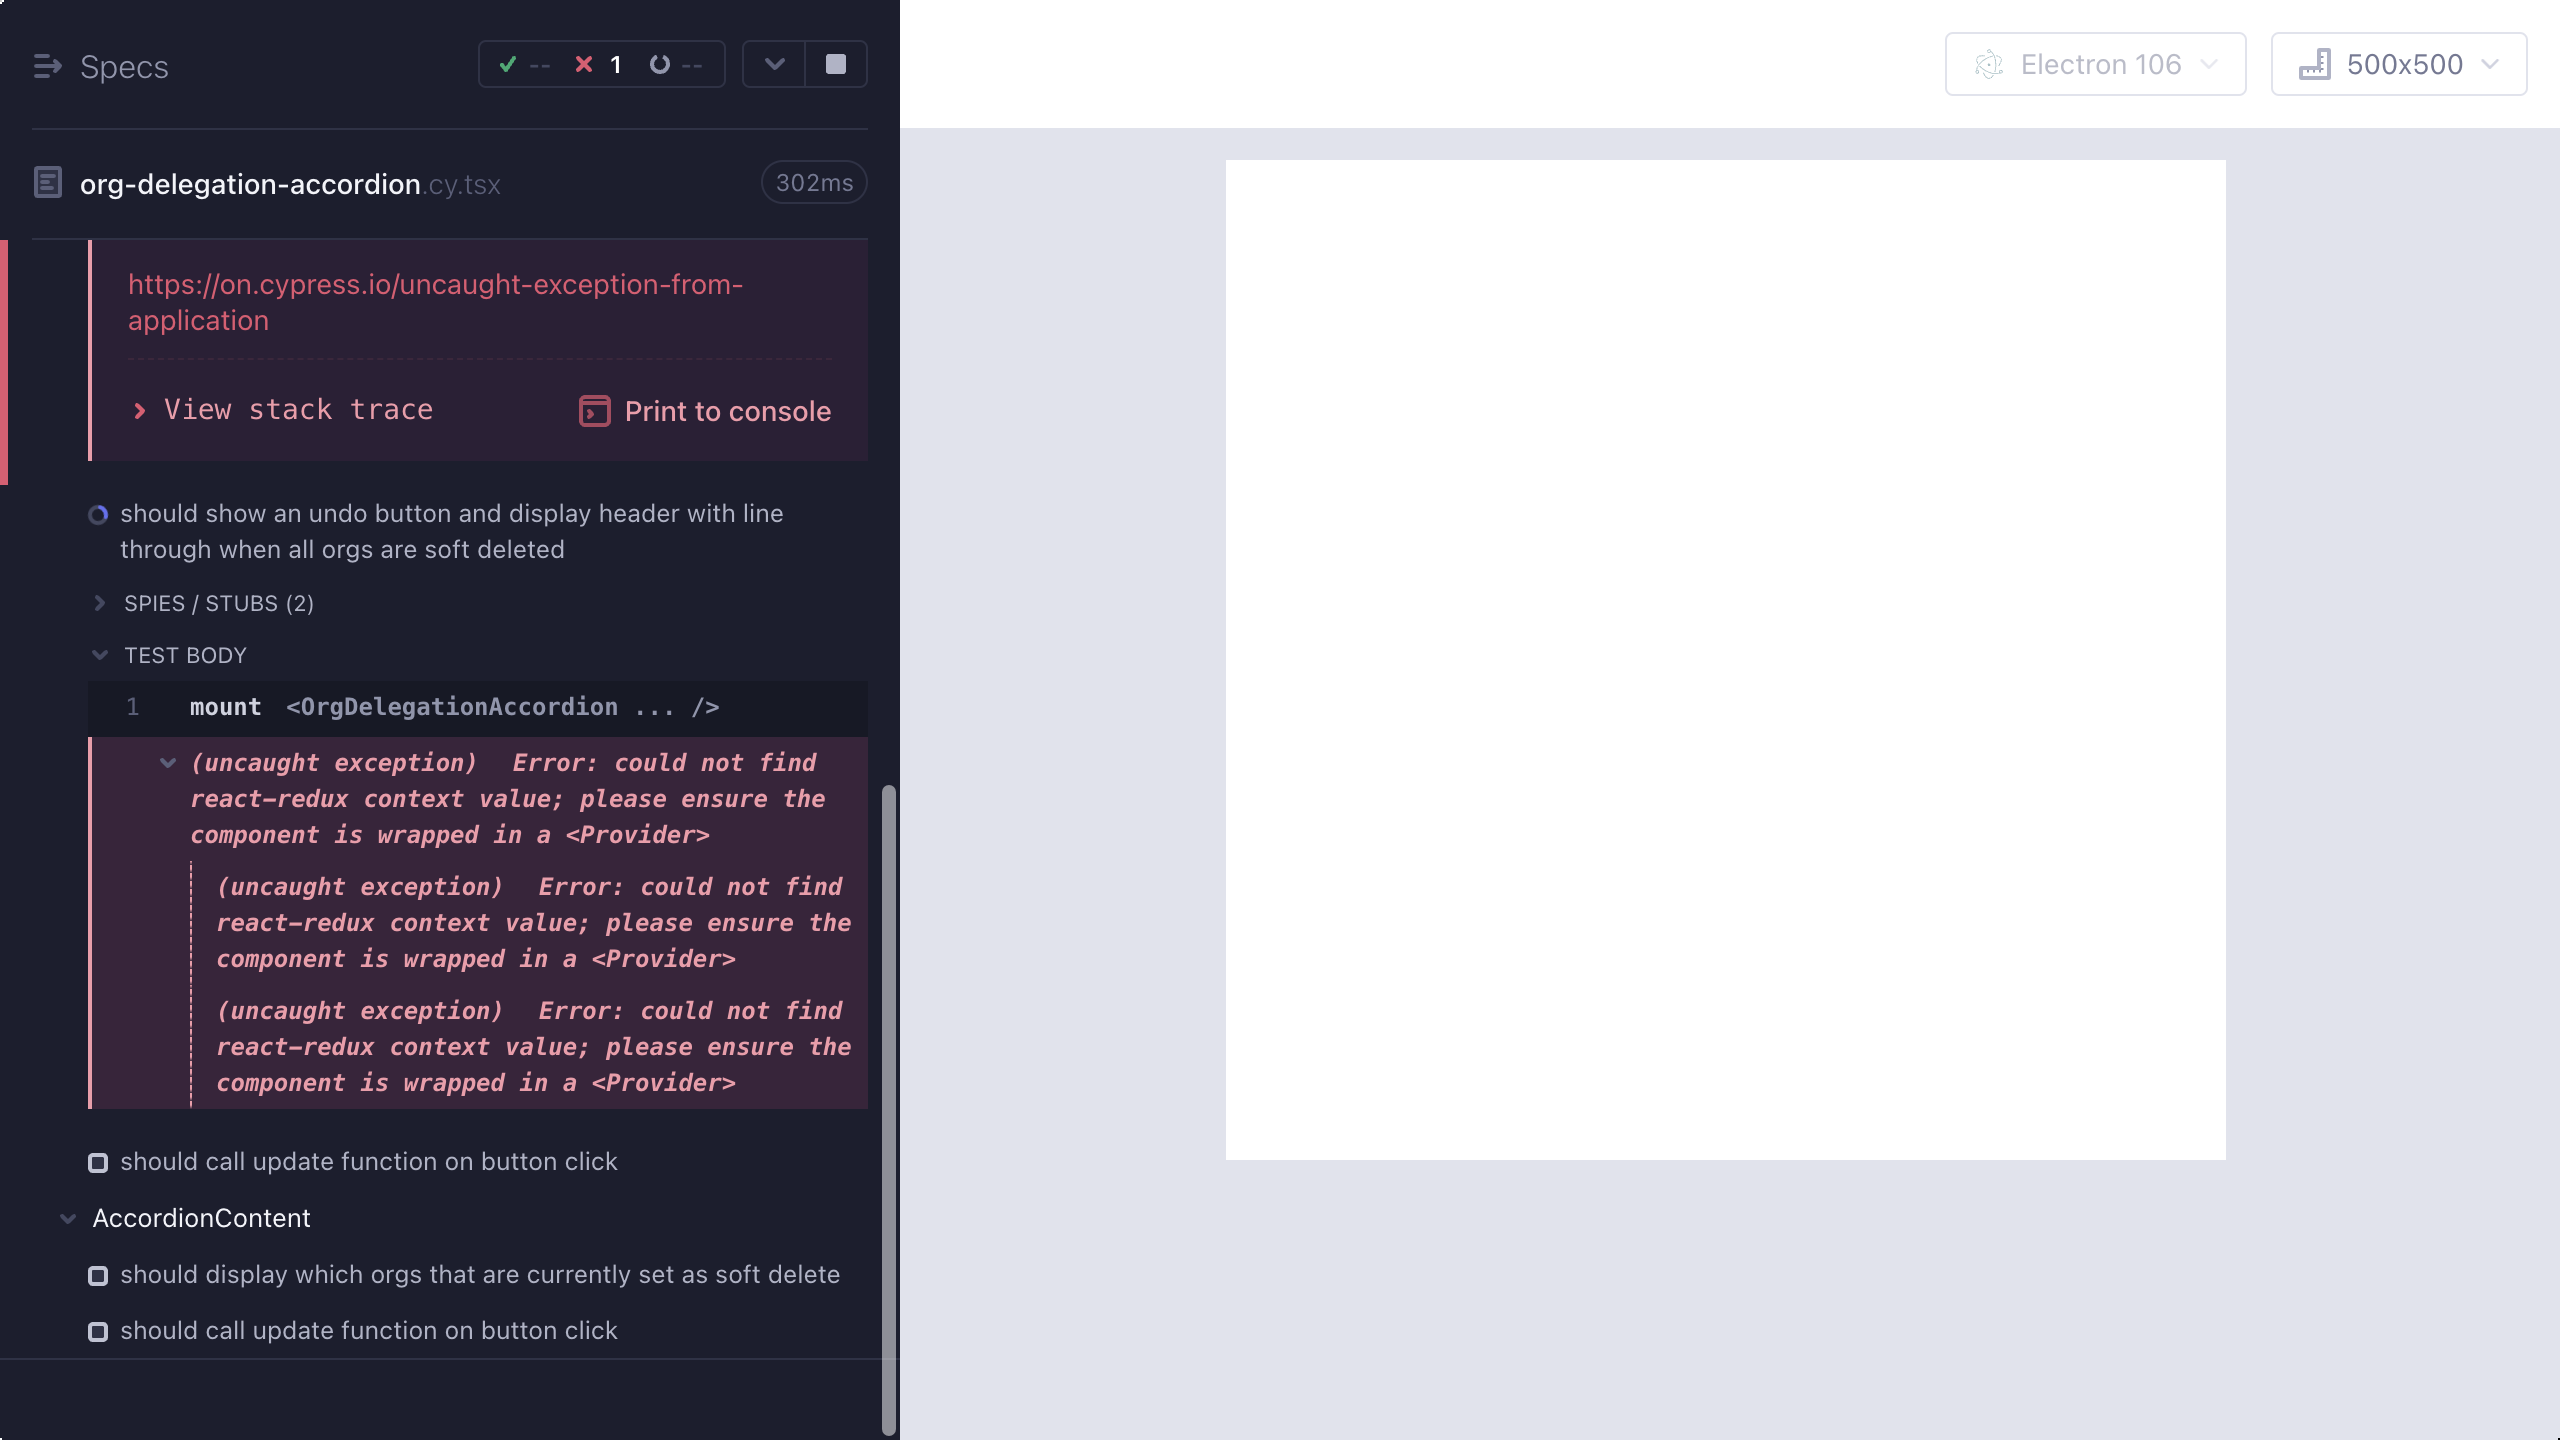 Specs
-- 1 --
Electron 106
500x500
org-delegation-accordion.cy.tsx
302ms
https://on.cypress.io/uncaught-exception-from-
application
View stack trace
Print to console
should show an undo button and display header with line
through when all orgs are soft deleted
SPIES / STUBS (2)
TEST BODY
1 mount <OrgDelegationAccordion ... />
(uncaught exception) Error: could not find
react-redux context value; please ensure the
component is wrapped in a <Provider>
(uncaught exception) Error: could not find
react-redux context value; please ensure the
component is wrapped in a <Provider>
(uncaught exception) Error: could not find
react-redux context value; please ensure the
component is wrapped in a <Provider>
should call update function on button click
AccordionContent
should display which orgs that are currently set as soft delete
should call update function on button click